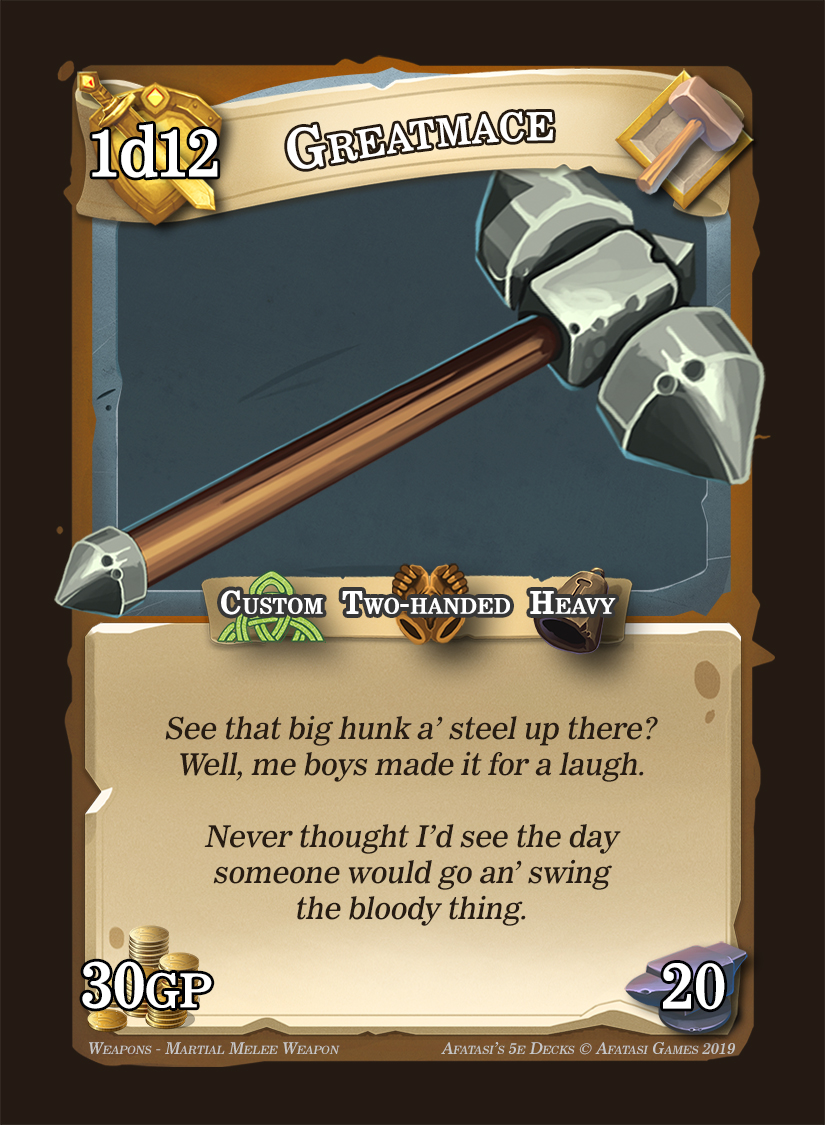 1d12
Greatmace
Custom Two-handed Heavy
See that big hunk a’ steel up there?
Well, me boys made it for a laugh.
Never thought I’d see the day
someone would go an’ swing
the bloody thing.
30GP
20
Weapons - Martial Melee Weapon
Afatasi's 5e Decks © Afatasi Games 2019